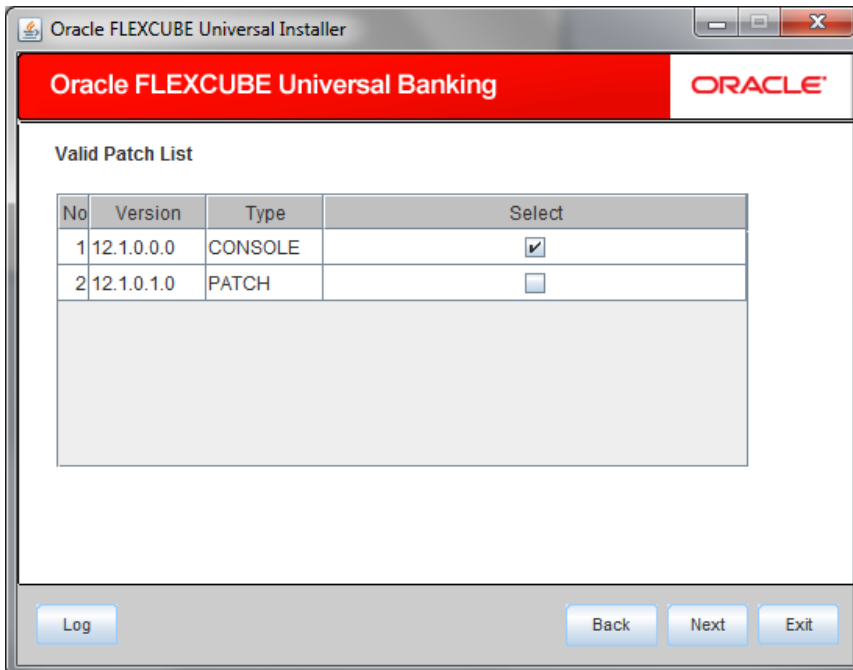 Oracle FLEXCUBE Universal Installer
Oracle FLEXCUBE Universal Banking
ORACLE
Valid Patch List
No Version Type Select
1 12.1.0.0.0 CONSOLE
2 12.1.0.1.0 PATCH
Log Back Next Exit